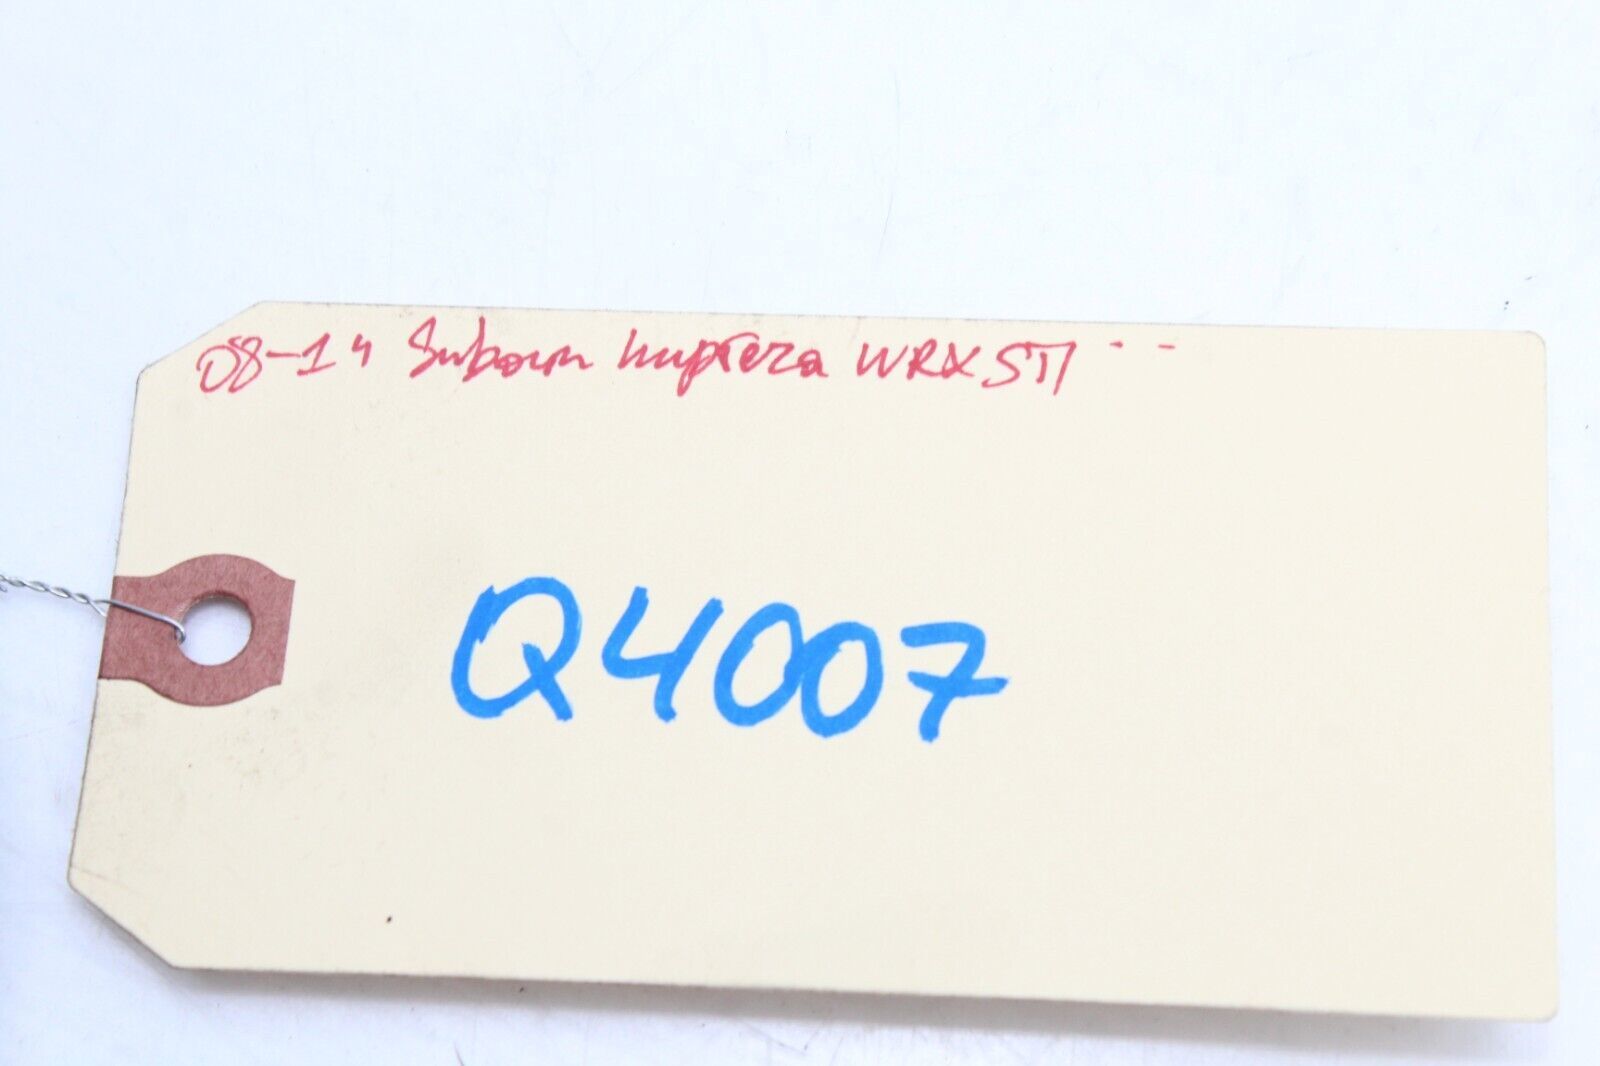 08-14 Subaru Impreza WRX STI --
Q4007